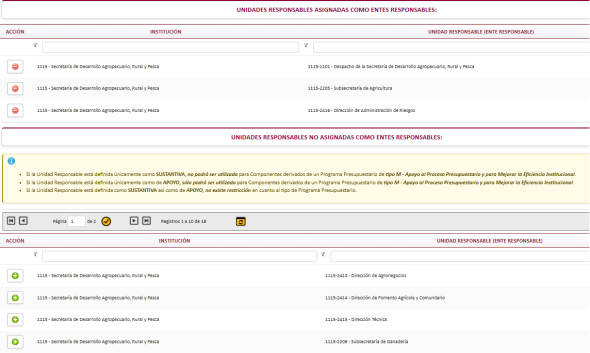 UNIDADES RESPONSABLES ASIGNADAS COMO ENTES RESPONSABLES:
ACCIÓN INSTITUCIÓN UNIDAD RESPONSABLE (ENTE RESPONSABLE)
1115 - Secretaría de Desarrollo Agropecuario, Rural y Pesca 1115-1101 - Despacho de la Secretaría de Desarrollo Agropecuario, Rural y Pesca
1115 - Secretaría de Desarrollo Agropecuario, Rural y Pesca 1115-2205 - Subsecretaría de Agricultura
1115 - Secretaría de Desarrollo Agropecuario, Rural y Pesca 1115-2416 - Dirección de Administración de Riesgos
UNIDADES RESPONSABLES NO ASIGNADAS COMO ENTES RESPONSABLES:
Si la Unidad Responsable está definida únicamente como SUSTANTIVA, no podrá ser utilizada para Componentes derivados de un Programa Presupuestario de tipo M - Apoyo al Proceso Presupuestario y para Mejorar la Eficiencia Institucional.
Si la Unidad Responsable está definida únicamente como de APOYO, sólo podrá ser utilizada para Componentes derivados de un Programa Presupuestario de tipo M - Apoyo al Proceso Presupuestario y para Mejorar la Eficiencia Institucional.
Si la Unidad Responsable está definida como SUSTANTIVA así como de APOYO, no existe restricción en cuanto al tipo de Programa Presupuestario.
Página 1 de 2 Registros 1 a 10 de 18
ACCIÓN INSTITUCIÓN UNIDAD RESPONSABLE (ENTE RESPONSABLE)
1115 - Secretaría de Desarrollo Agropecuario, Rural y Pesca 1115-2413 - Dirección de Agronegocios
1115 - Secretaría de Desarrollo Agropecuario, Rural y Pesca 1115-2414 - Dirección de Fomento Agrícola y Comunitario
1115 - Secretaría de Desarrollo Agropecuario, Rural y Pesca 1115-2415 - Dirección Técnica
1115 - Secretaría de Desarrollo Agropecuario, Rural y Pesca 1115-2206 - Subsecretaría de Ganadería